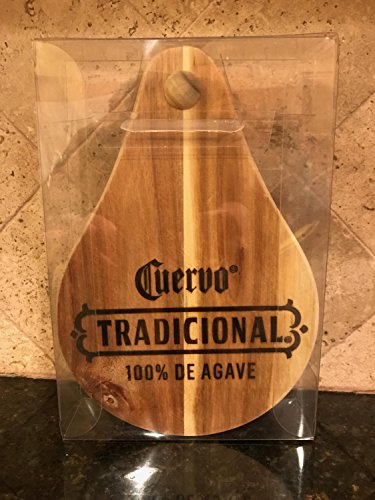 Cuervo®
TRADICIONAL®
100% DE AGAVE